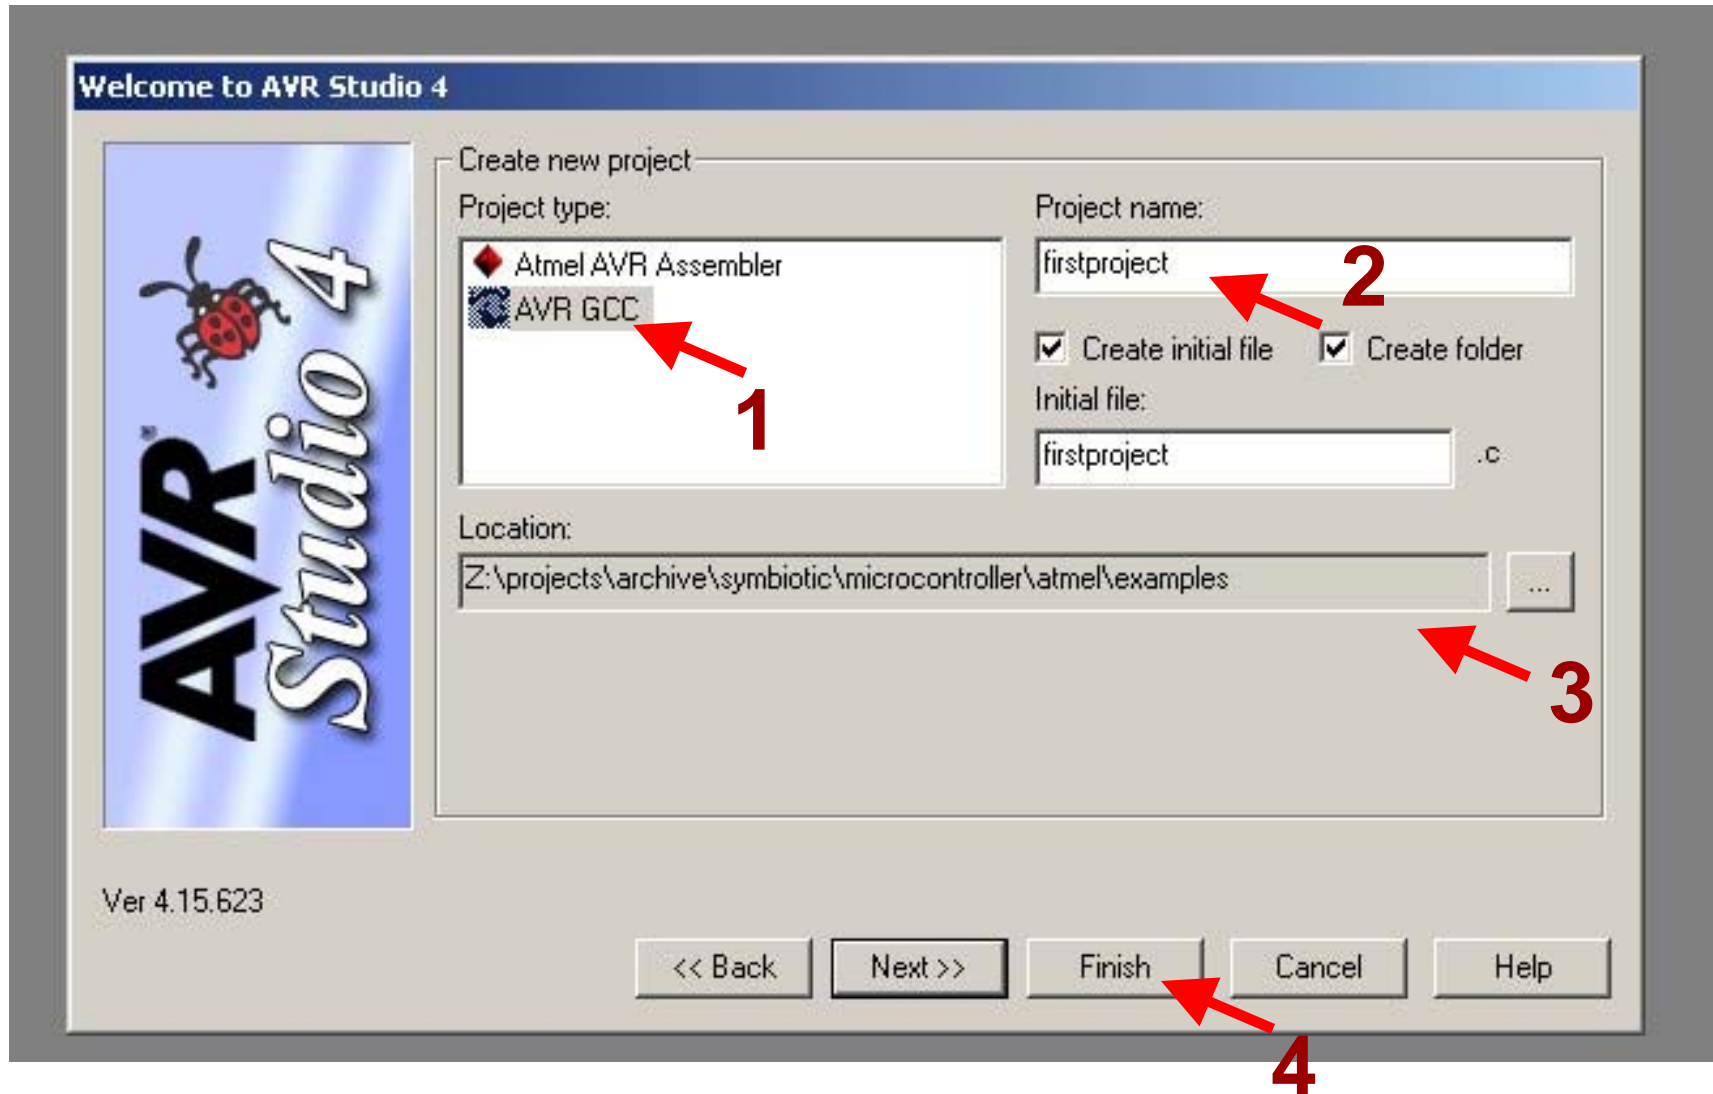 Welcome to AVR Studio 4
Create new project
Project type:
Project name:
Atmel AVR Assembler
AVR GCC
firstproject
2
1
Create initial file
Create folder
Initial file:
firstproject
.c
Location:
Z:\projects\archive\symbiotic\microcontroller\atmel\examples
...
3
AVR
Studio 4
Ver 4.15.623
<< Back
Next >>
Finish
Cancel
Help
4